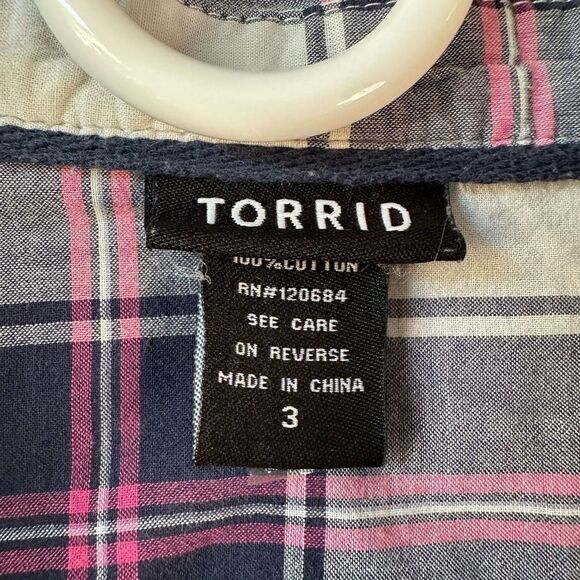 TORRID
100%COTTON
RN#120684
SEE CARE
ON REVERSE
MADE IN CHINA
3